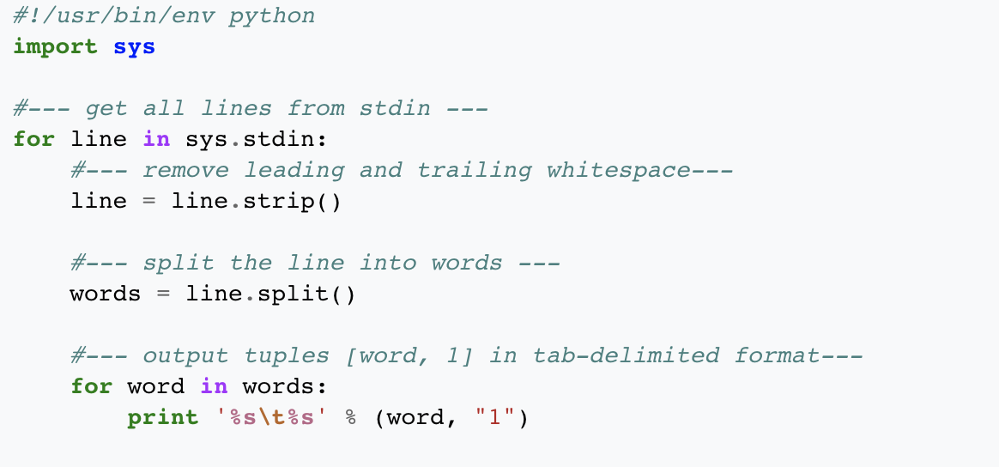 #!/usr/bin/env python
import sys
#--- get all lines from stdin ---
for line in sys.stdin:
    #--- remove leading and trailing whitespace---
    line = line.strip()
    #--- split the line into words ---
    words = line.split()
    #--- output tuples [word, 1] in tab-delimited format---
    for word in words:
        print '%s\t%s' % (word, "1")